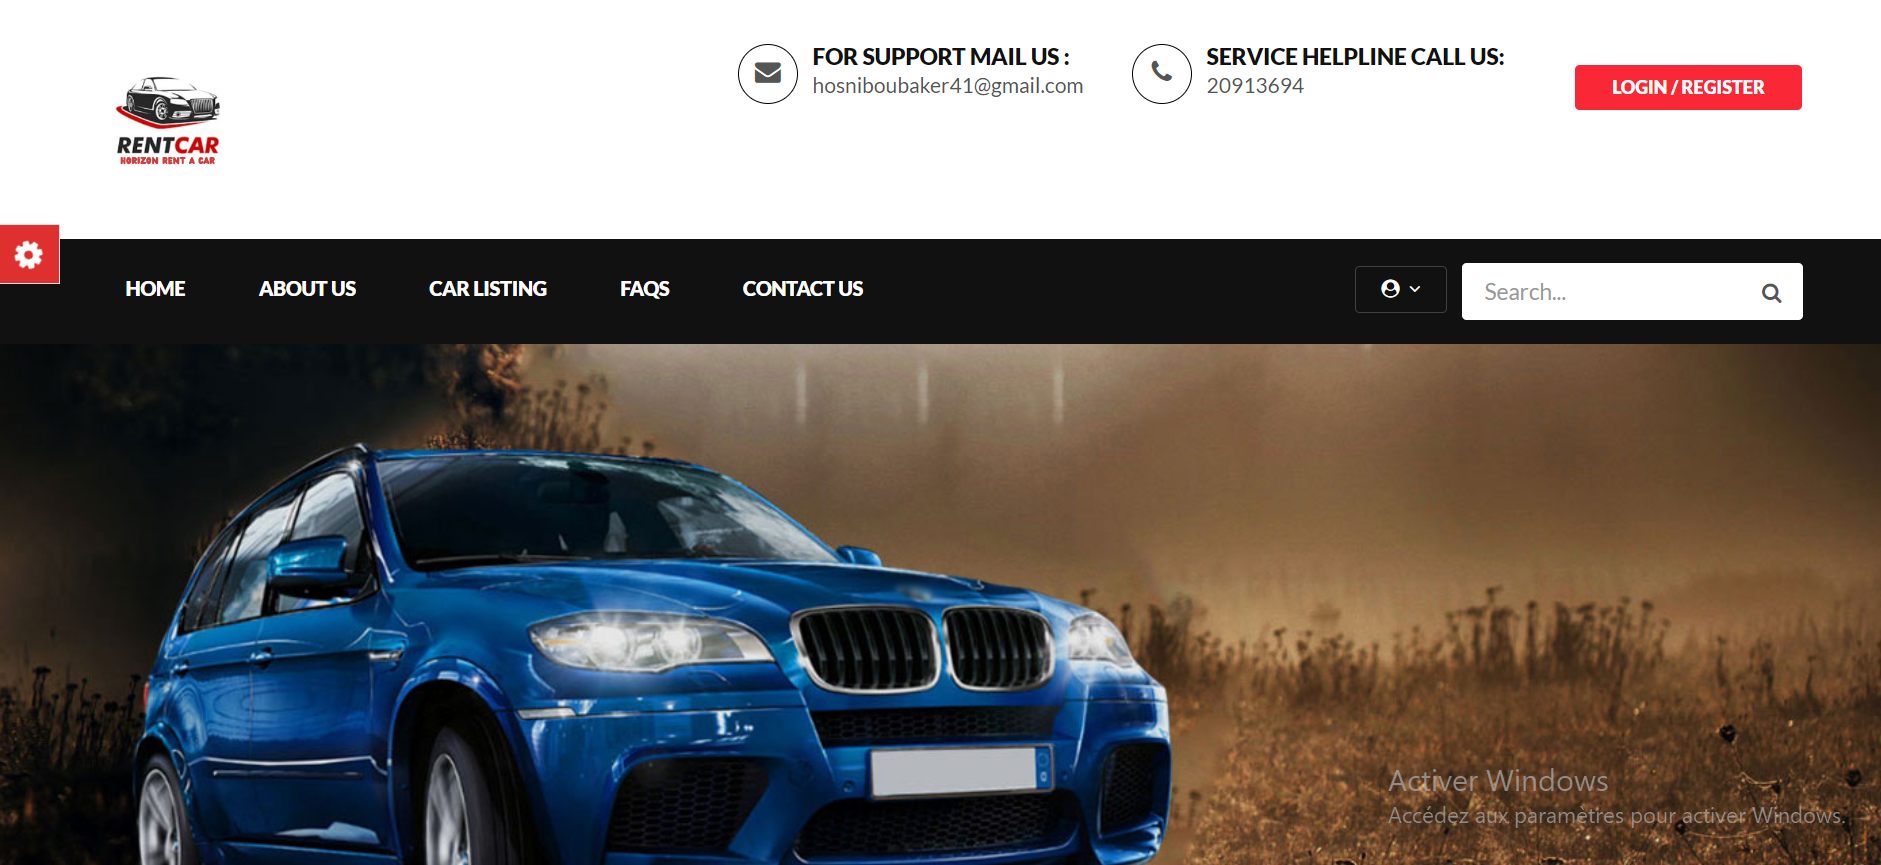 FOR SUPPORT MAIL US :
hosniboubaker41@gmail.com
SERVICE HELPLINE CALL US:
20913694
LOGIN / REGISTER
RENTCAR
HORIZON RENT A CAR
HOME
ABOUT US
CAR LISTING
FAQS
CONTACT US
Search...
Activer Windows
Accédez aux paramètres pour activer Windows.